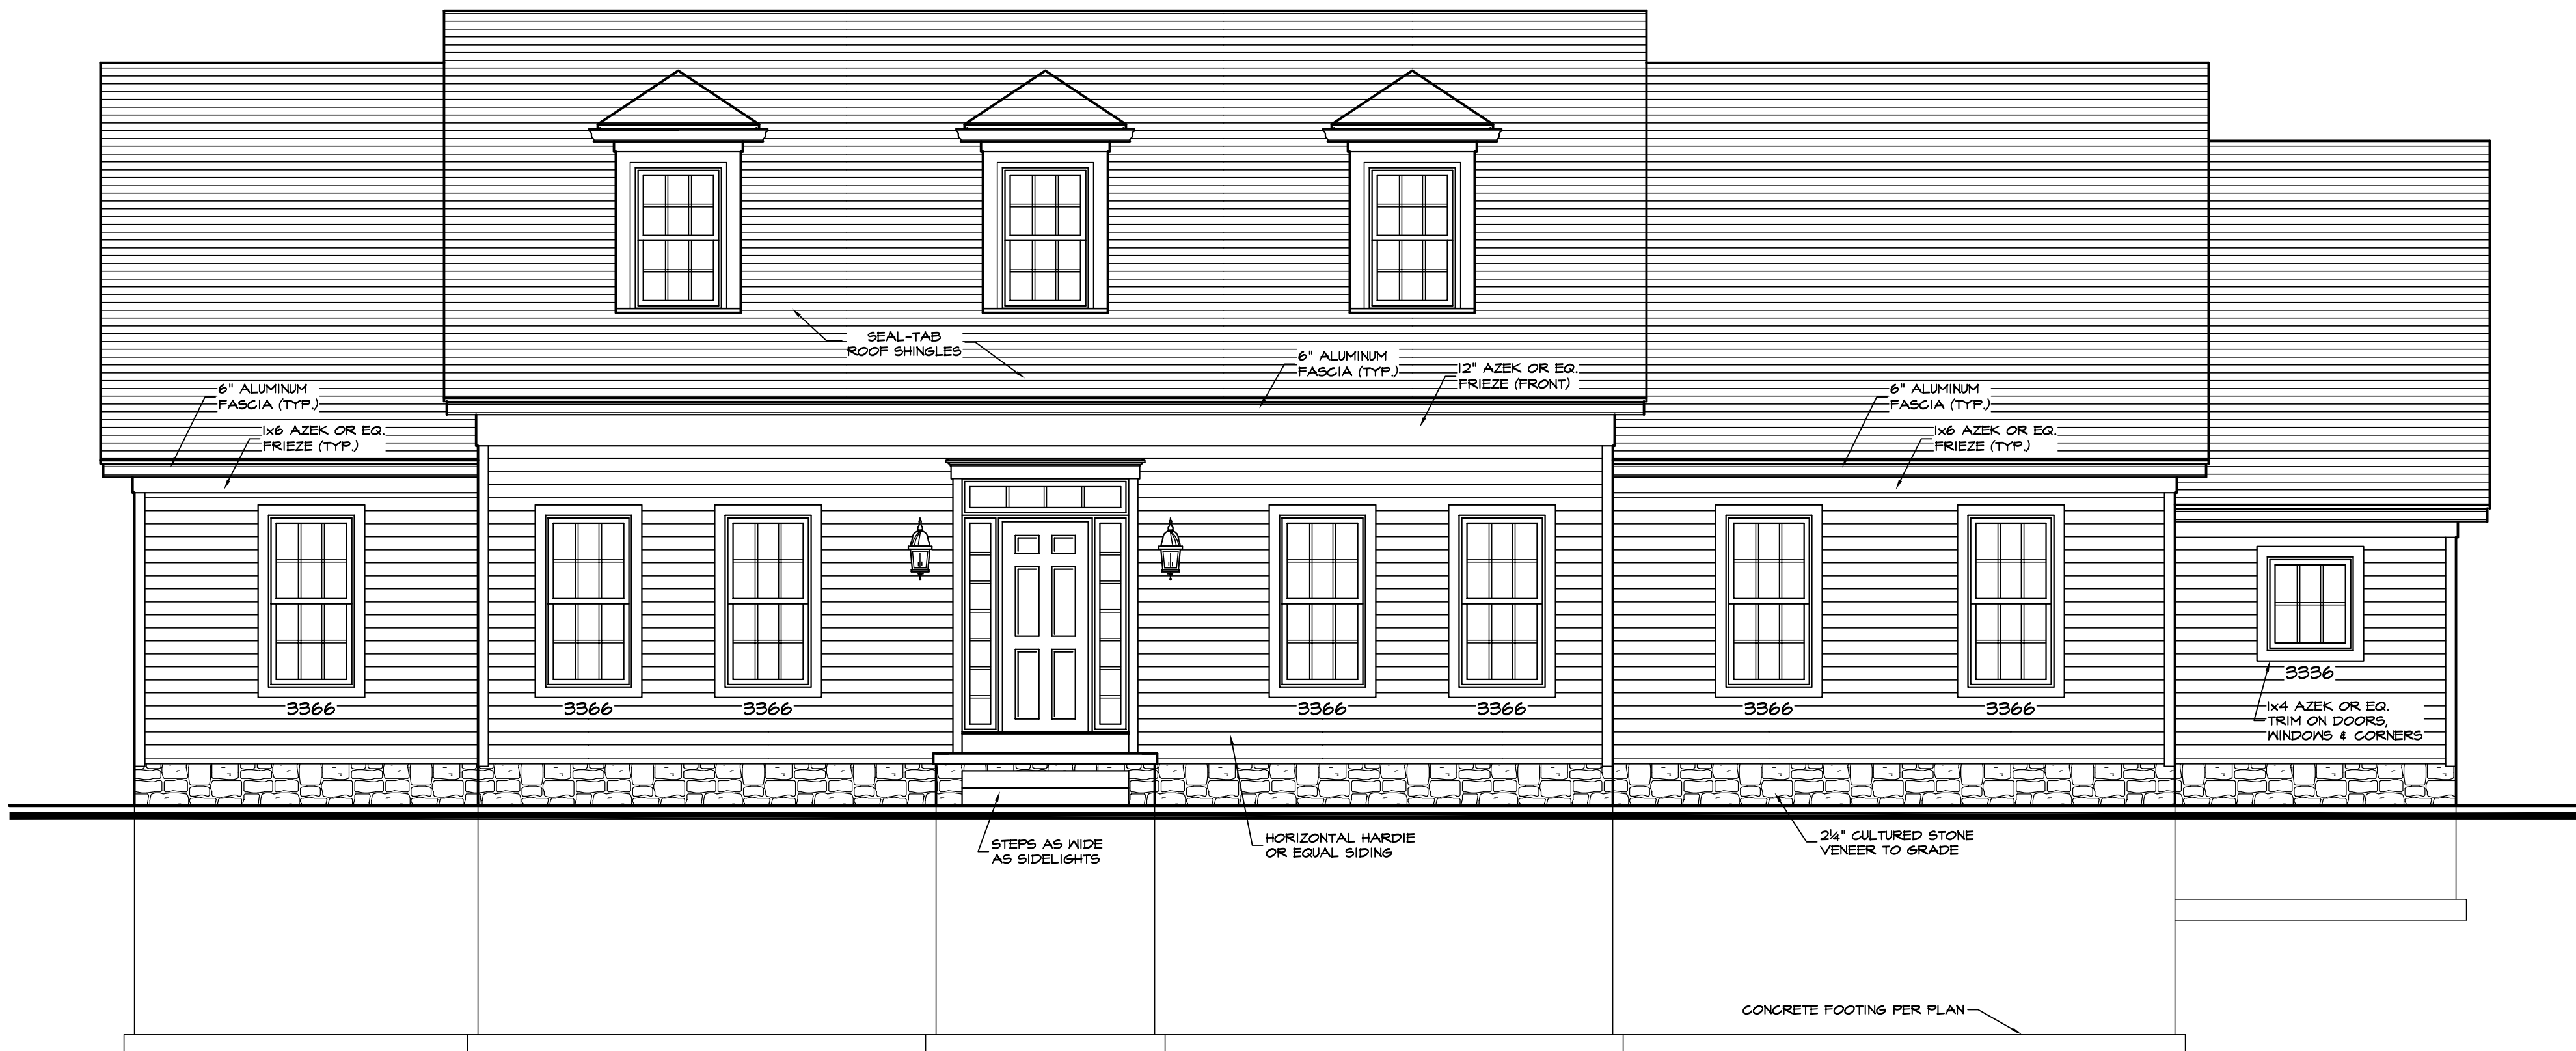 SEAL-TAB
ROOF SHINGLES
6" ALUMINUM
FASCIA (TYP.)
12" AZEK OR EQ.
FRIEZE (FRONT)
6" ALUMINUM
FASCIA (TYP.)
6" ALUMINUM
FASCIA (TYP.)
1x6 AZEK OR EQ.
FRIEZE (TYP.)
1x6 AZEK OR EQ.
FRIEZE (TYP.)
3336
3366
3366
3366
3366
3366
3366
3366
1x4 AZEK OR EQ.
TRIM ON DOORS,
WINDOWS & CORNERS
STEPS AS WIDE
AS SIDELIGHTS
HORIZONTAL HARDIE
OR EQUAL SIDING
2¼" CULTURED STONE
VENEER TO GRADE
CONCRETE FOOTING PER PLAN